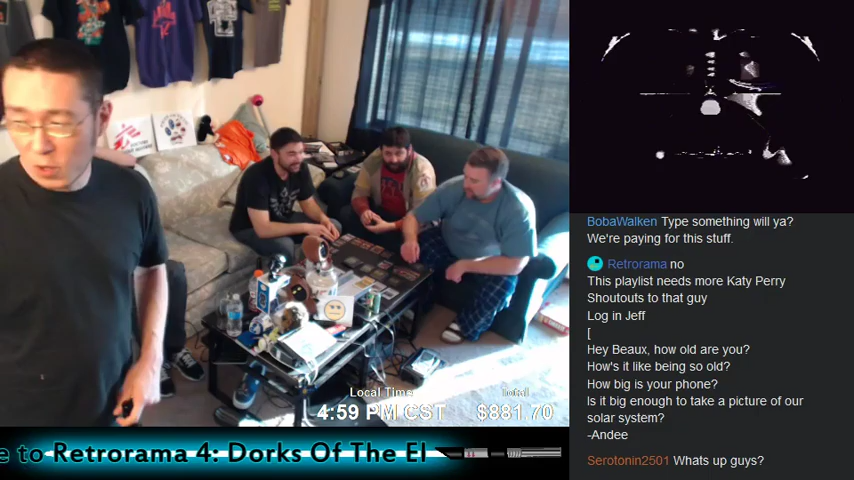 BobaWalken Type something will ya?
We're paying for this stuff.
Retrorama no
This playlist needs more Katy Perry
Shoutouts to that guy
Log in Jeff
[
Hey Beaux, how old are you?
How's it like being so old?
How big is your phone?
Is it big enough to take a picture of our
solar system?
-Andee
Serotonin2501 Whats up guys?
Local Time
4:59 PM CST
Total
$881.70
e to Retrorama 4: Dorks Of The El